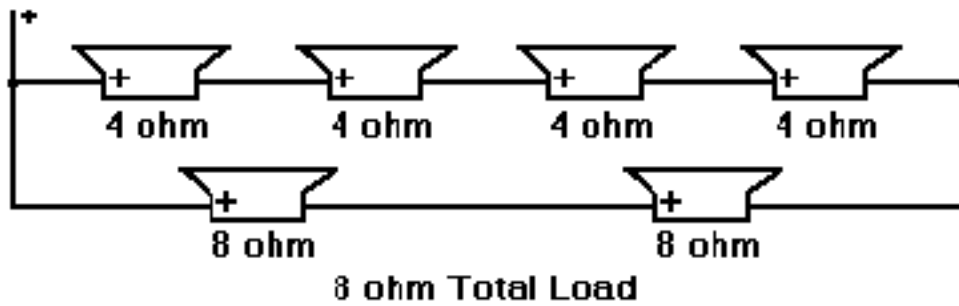 +
+ + + +
4 ohm 4 ohm 4 ohm 4 ohm
+ +
8 ohm 8 ohm
8 ohm Total Load